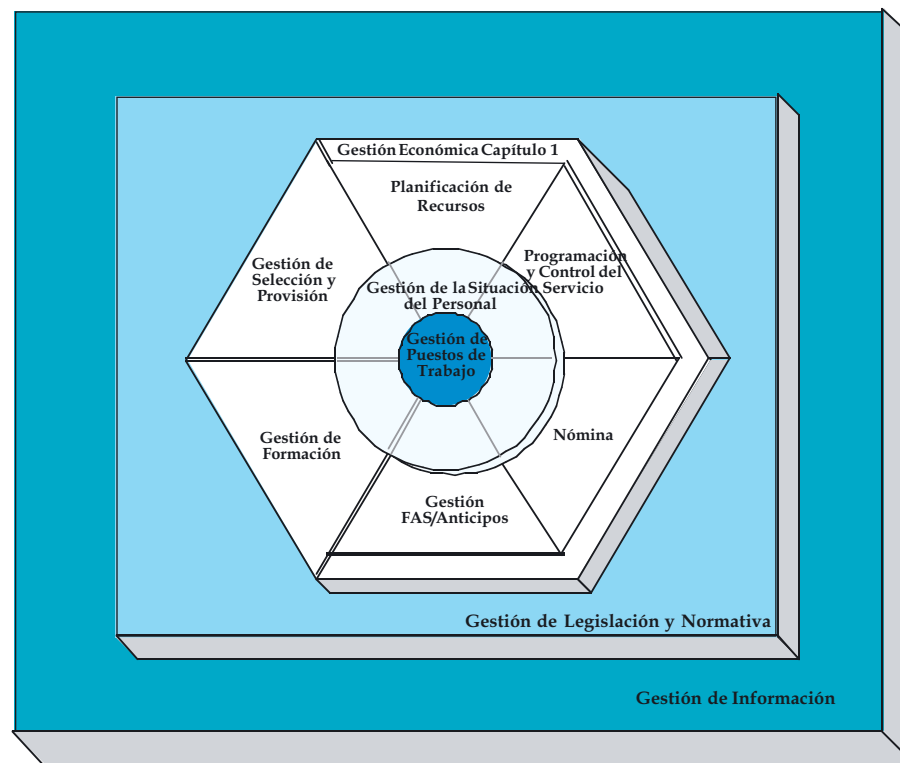 Gestión Económica Capítulo 1
Planificación de
Recursos
Gestión de
Selección y
Provisión
Programación
y Control del
Servicio
Gestión de la Situación
del Personal
Gestión de
Puestos de
Trabajo
Gestión de
Formación
Nómina
Gestión
FAS/Anticipos
Gestión de Legislación y Normativa
Gestión de Información